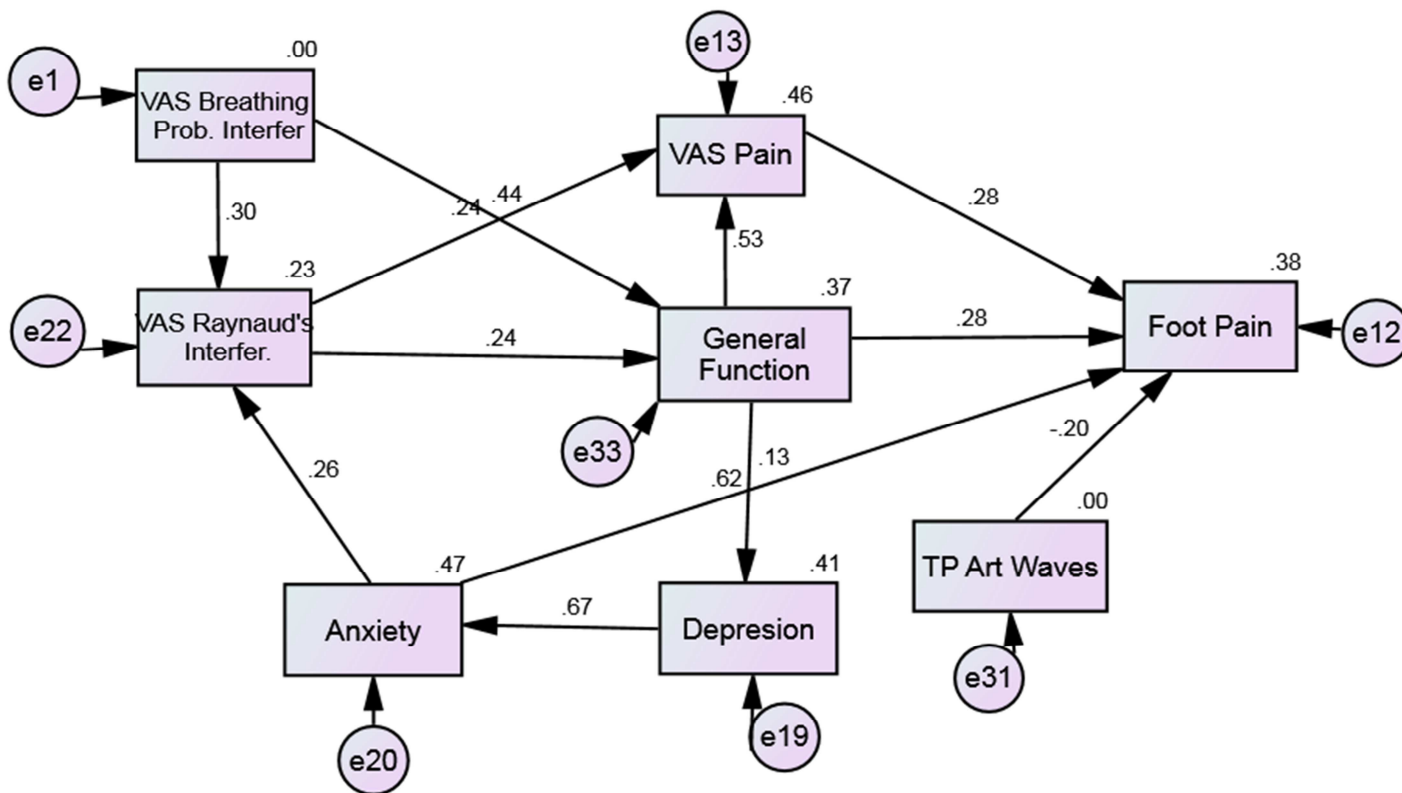 e1
.00
VAS Breathing
Prob. Interfer
e13
.46
VAS Pain
.30
.24
.44
.28
.53
e22
.23
VAS Raynaud's
Interfer.
.24
.37
General
Function
.28
.38
Foot Pain
e12
e33
.26
.62
.13
-.20
.00
TP Art Waves
e31
.47
Anxiety
.67
.41
Depresion
e20
e19